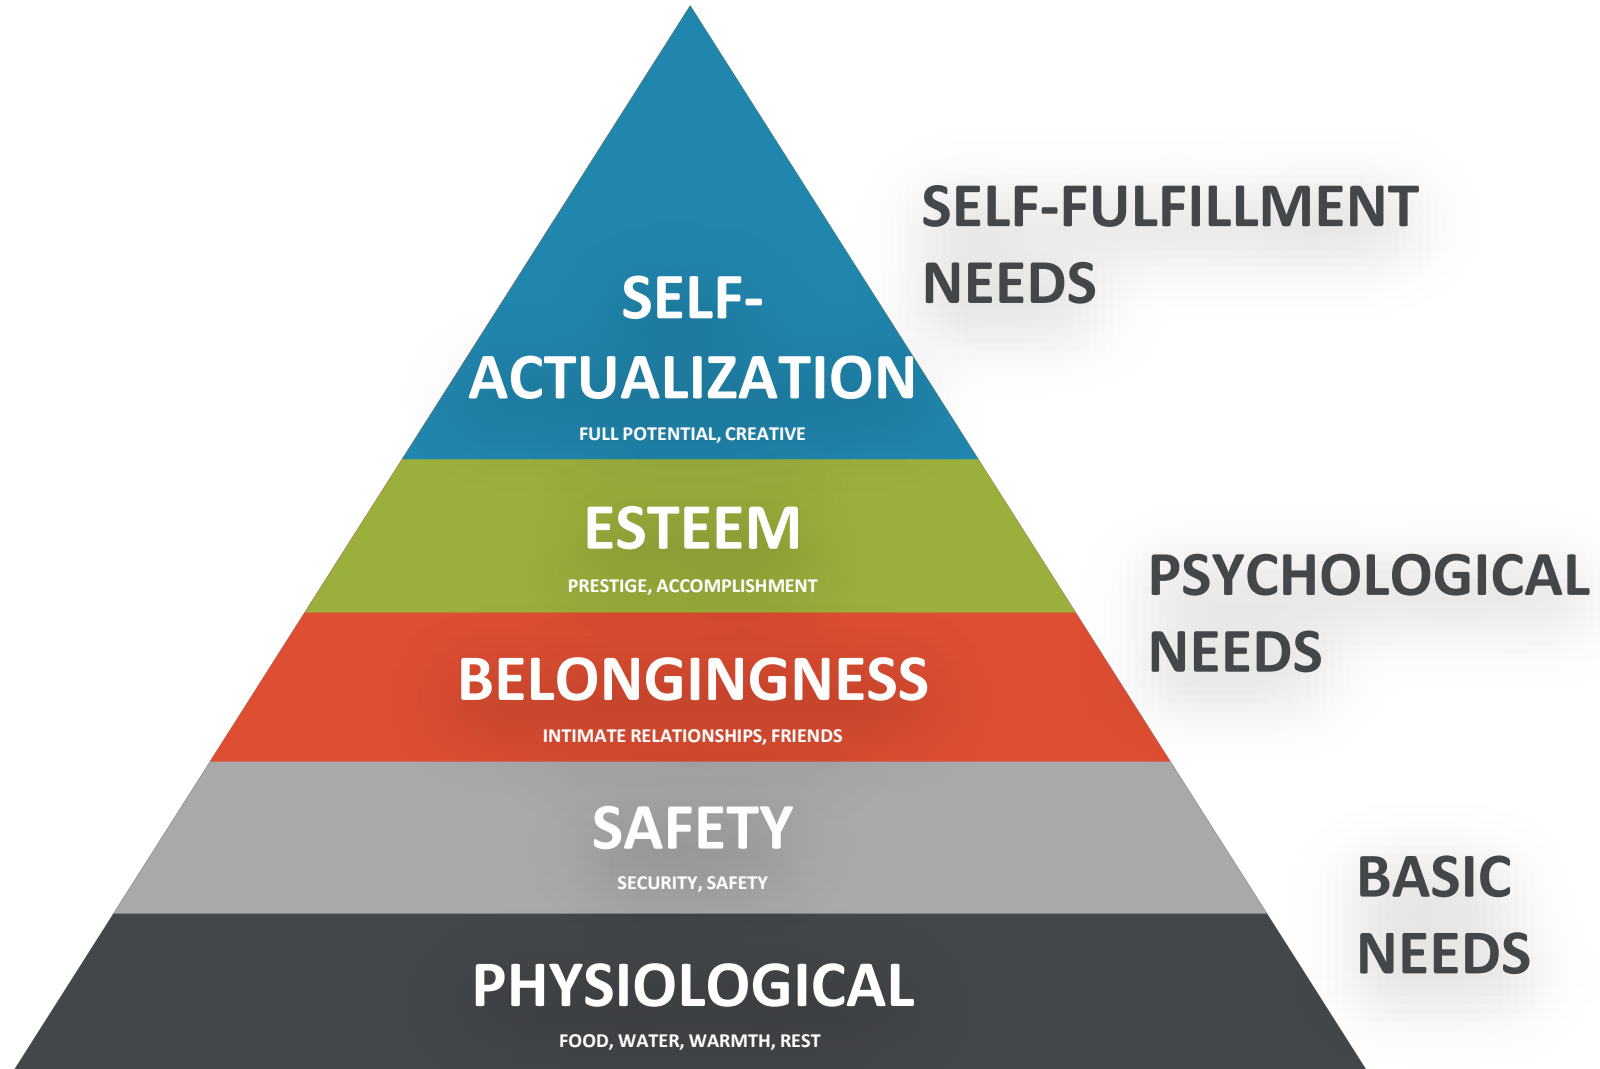 SELF-FULFILLMENT
NEEDS
SELF-
ACTUALIZATION
FULL POTENTIAL, CREATIVE
ESTEEM
PRESTIGE, ACCOMPLISHMENT
PSYCHOLOGICAL
NEEDS
BELONGINGNESS
INTIMATE RELATIONSHIPS, FRIENDS
SAFETY
SECURITY, SAFETY
BASIC
NEEDS
PHYSIOLOGICAL
FOOD, WATER, WARMTH, REST